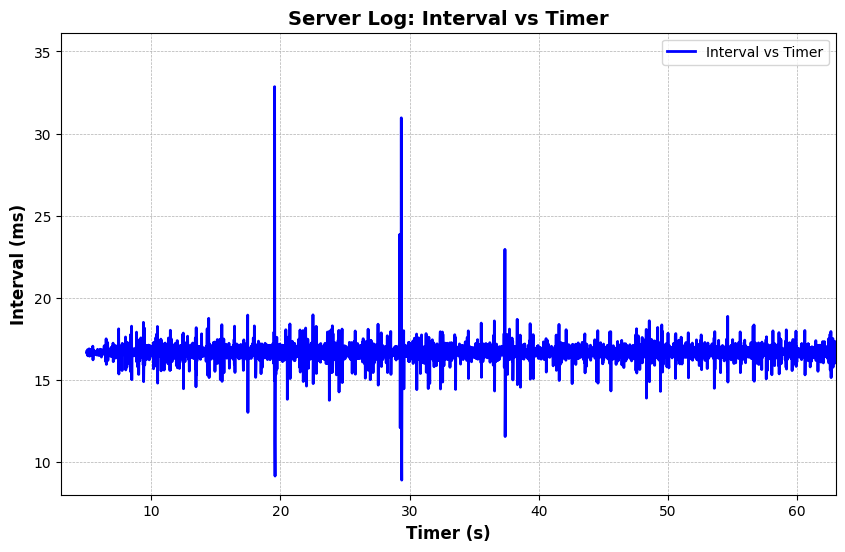 Server Log: Interval vs Timer
Interval vs Timer
35
30
25
20
15
10
Interval (ms)
10 20 30 40 50 60
Timer (s)